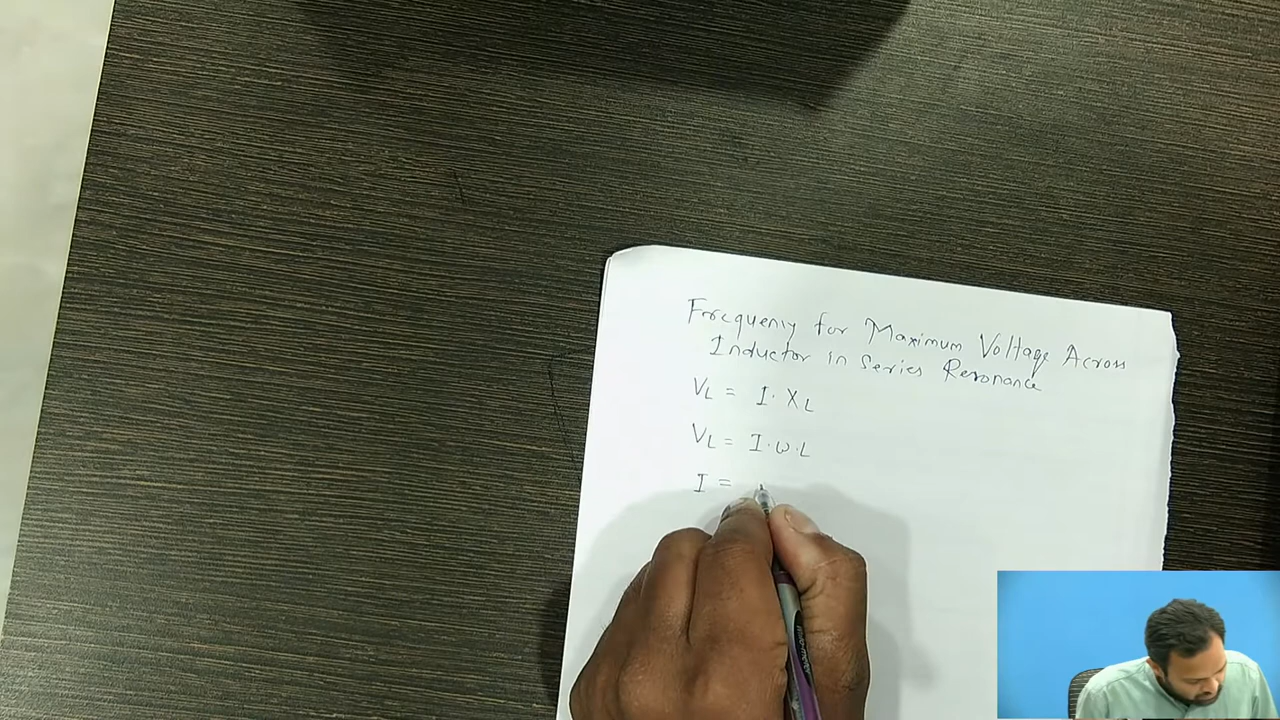 Frequency for Maximum Voltage Across
Inductor in Series Resonance
VL = I · XL
VL = I · ω · L
I =